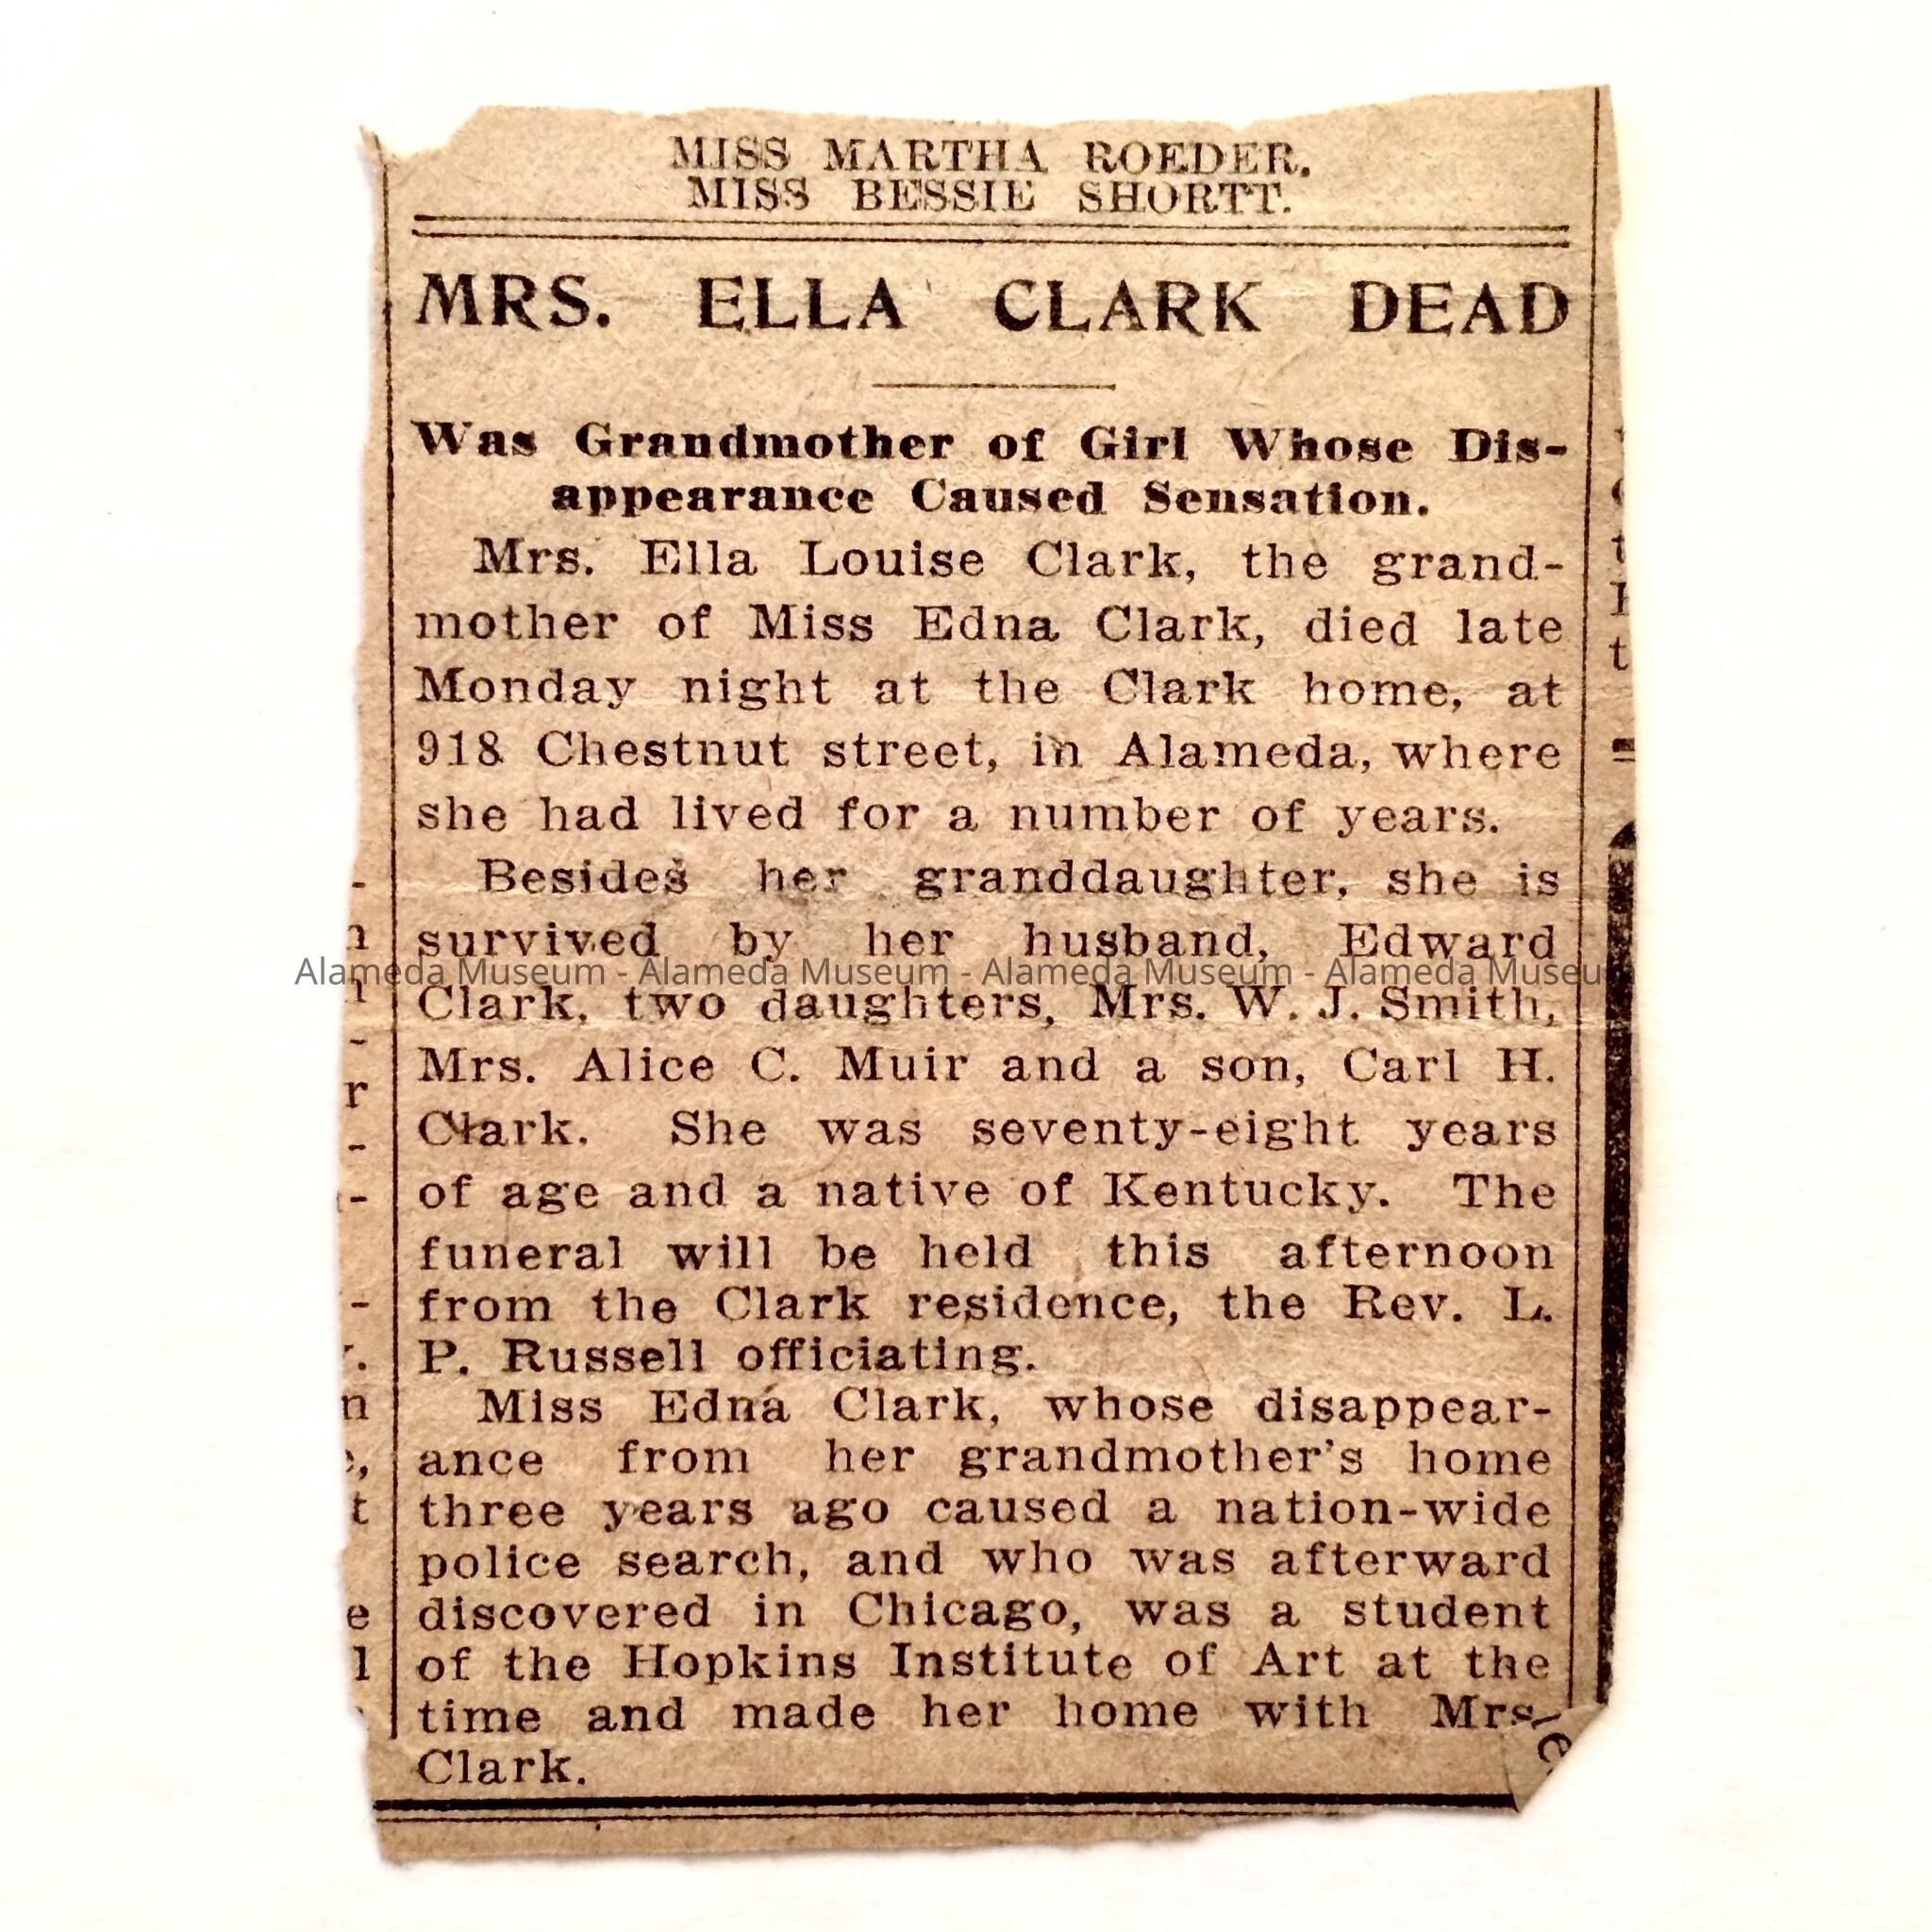 MISS MARTHA ROEDER.
MISS BESSIE SHORTT.
MRS. ELLA CLARK DEAD
Was Grandmother of Girl Whose Dis-
appearance Caused Sensation.
Mrs. Ella Louise Clark, the grand-
mother of Miss Edna Clark, died late
Monday night at the Clark home, at
918 Chestnut street, in Alameda, where
she had lived for a number of years.
Besides her granddaughter, she is
survived by her husband, Edward
Alameda Museum - Alameda Museum - Alameda Museum - Alameda Museum
Clark, two daughters, Mrs. W. J. Smith,
Mrs. Alice C. Muir and a son, Carl H.
Clark. She was seventy-eight years
of age and a native of Kentucky. The
funeral will be held this afternoon
from the Clark residence, the Rev. L.
P. Russell officiating.
Miss Edna Clark, whose disappear-
ance from her grandmother's home
three years ago caused a nation-wide
police search, and who was afterward
discovered in Chicago, was a student
of the Hopkins Institute of Art at the
time and made her home with Mrs.
Clark.